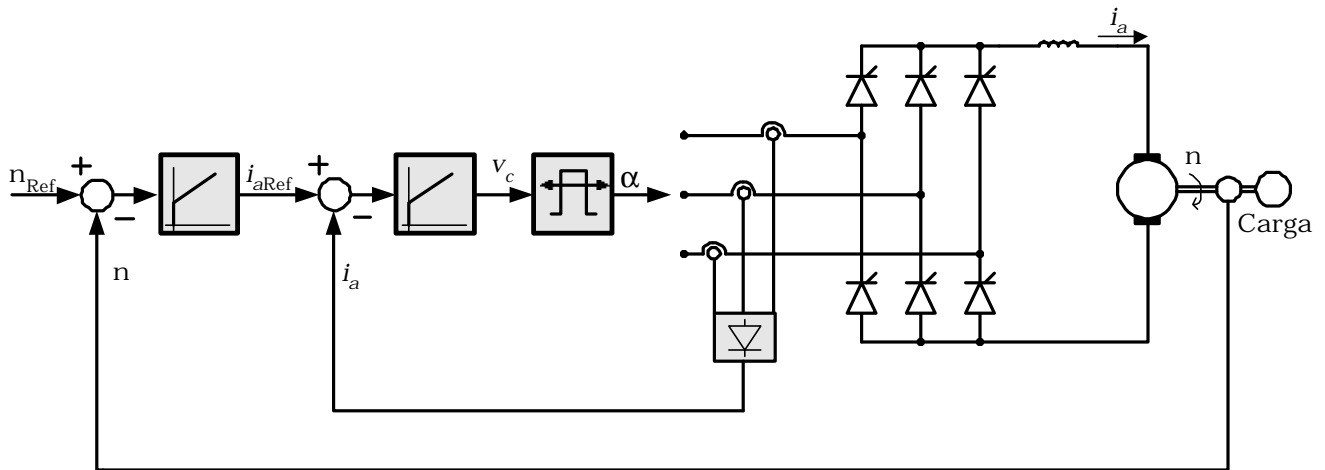 i_a
n_Ref
+
−
i_aRef
+
−
v_c
α
n
Carga
n
i_a